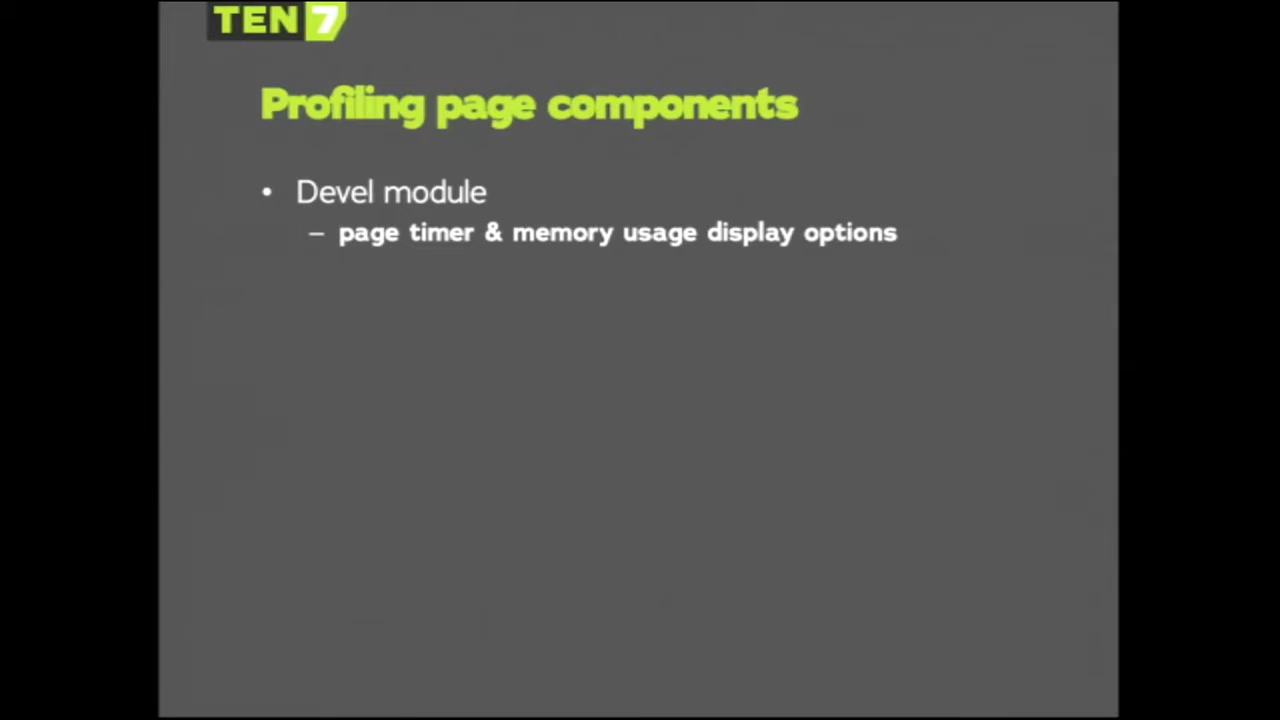 TEN7
Profiling page components
• Devel module
– page timer & memory usage display options